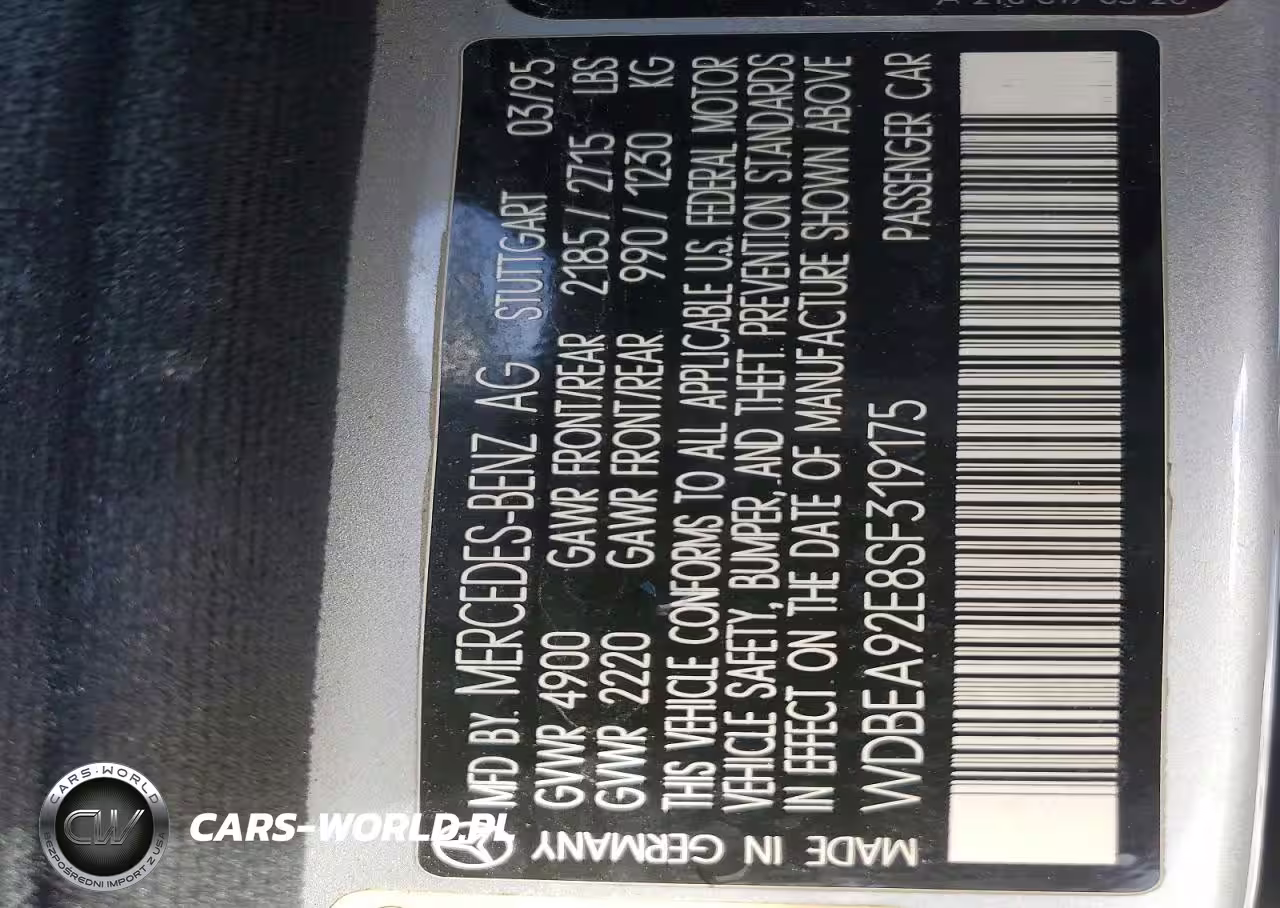 MFD BY. MERCEDES-BENZ AG STUTTGART 03/95
GVWR 4900 GAWR FRONT/REAR 2185 / 2715 LBS
GVWR 2220 GAWR FRONT/REAR 990 / 1230 KG
THIS VEHICLE CONFORMS TO ALL APPLICABLE U.S. FEDERAL MOTOR
VEHICLE SAFETY, BUMPER, AND THEFT PREVENTION STANDARDS
IN EFFECT ON THE DATE OF MANUFACTURE SHOWN ABOVE
WDBEA92E8SF319175 PASSENGER CAR
MADE IN GERMANY
CARS-WORLD
CW
BEZPOŚREDNI IMPORT Z USA
CARS-WORLD.PL